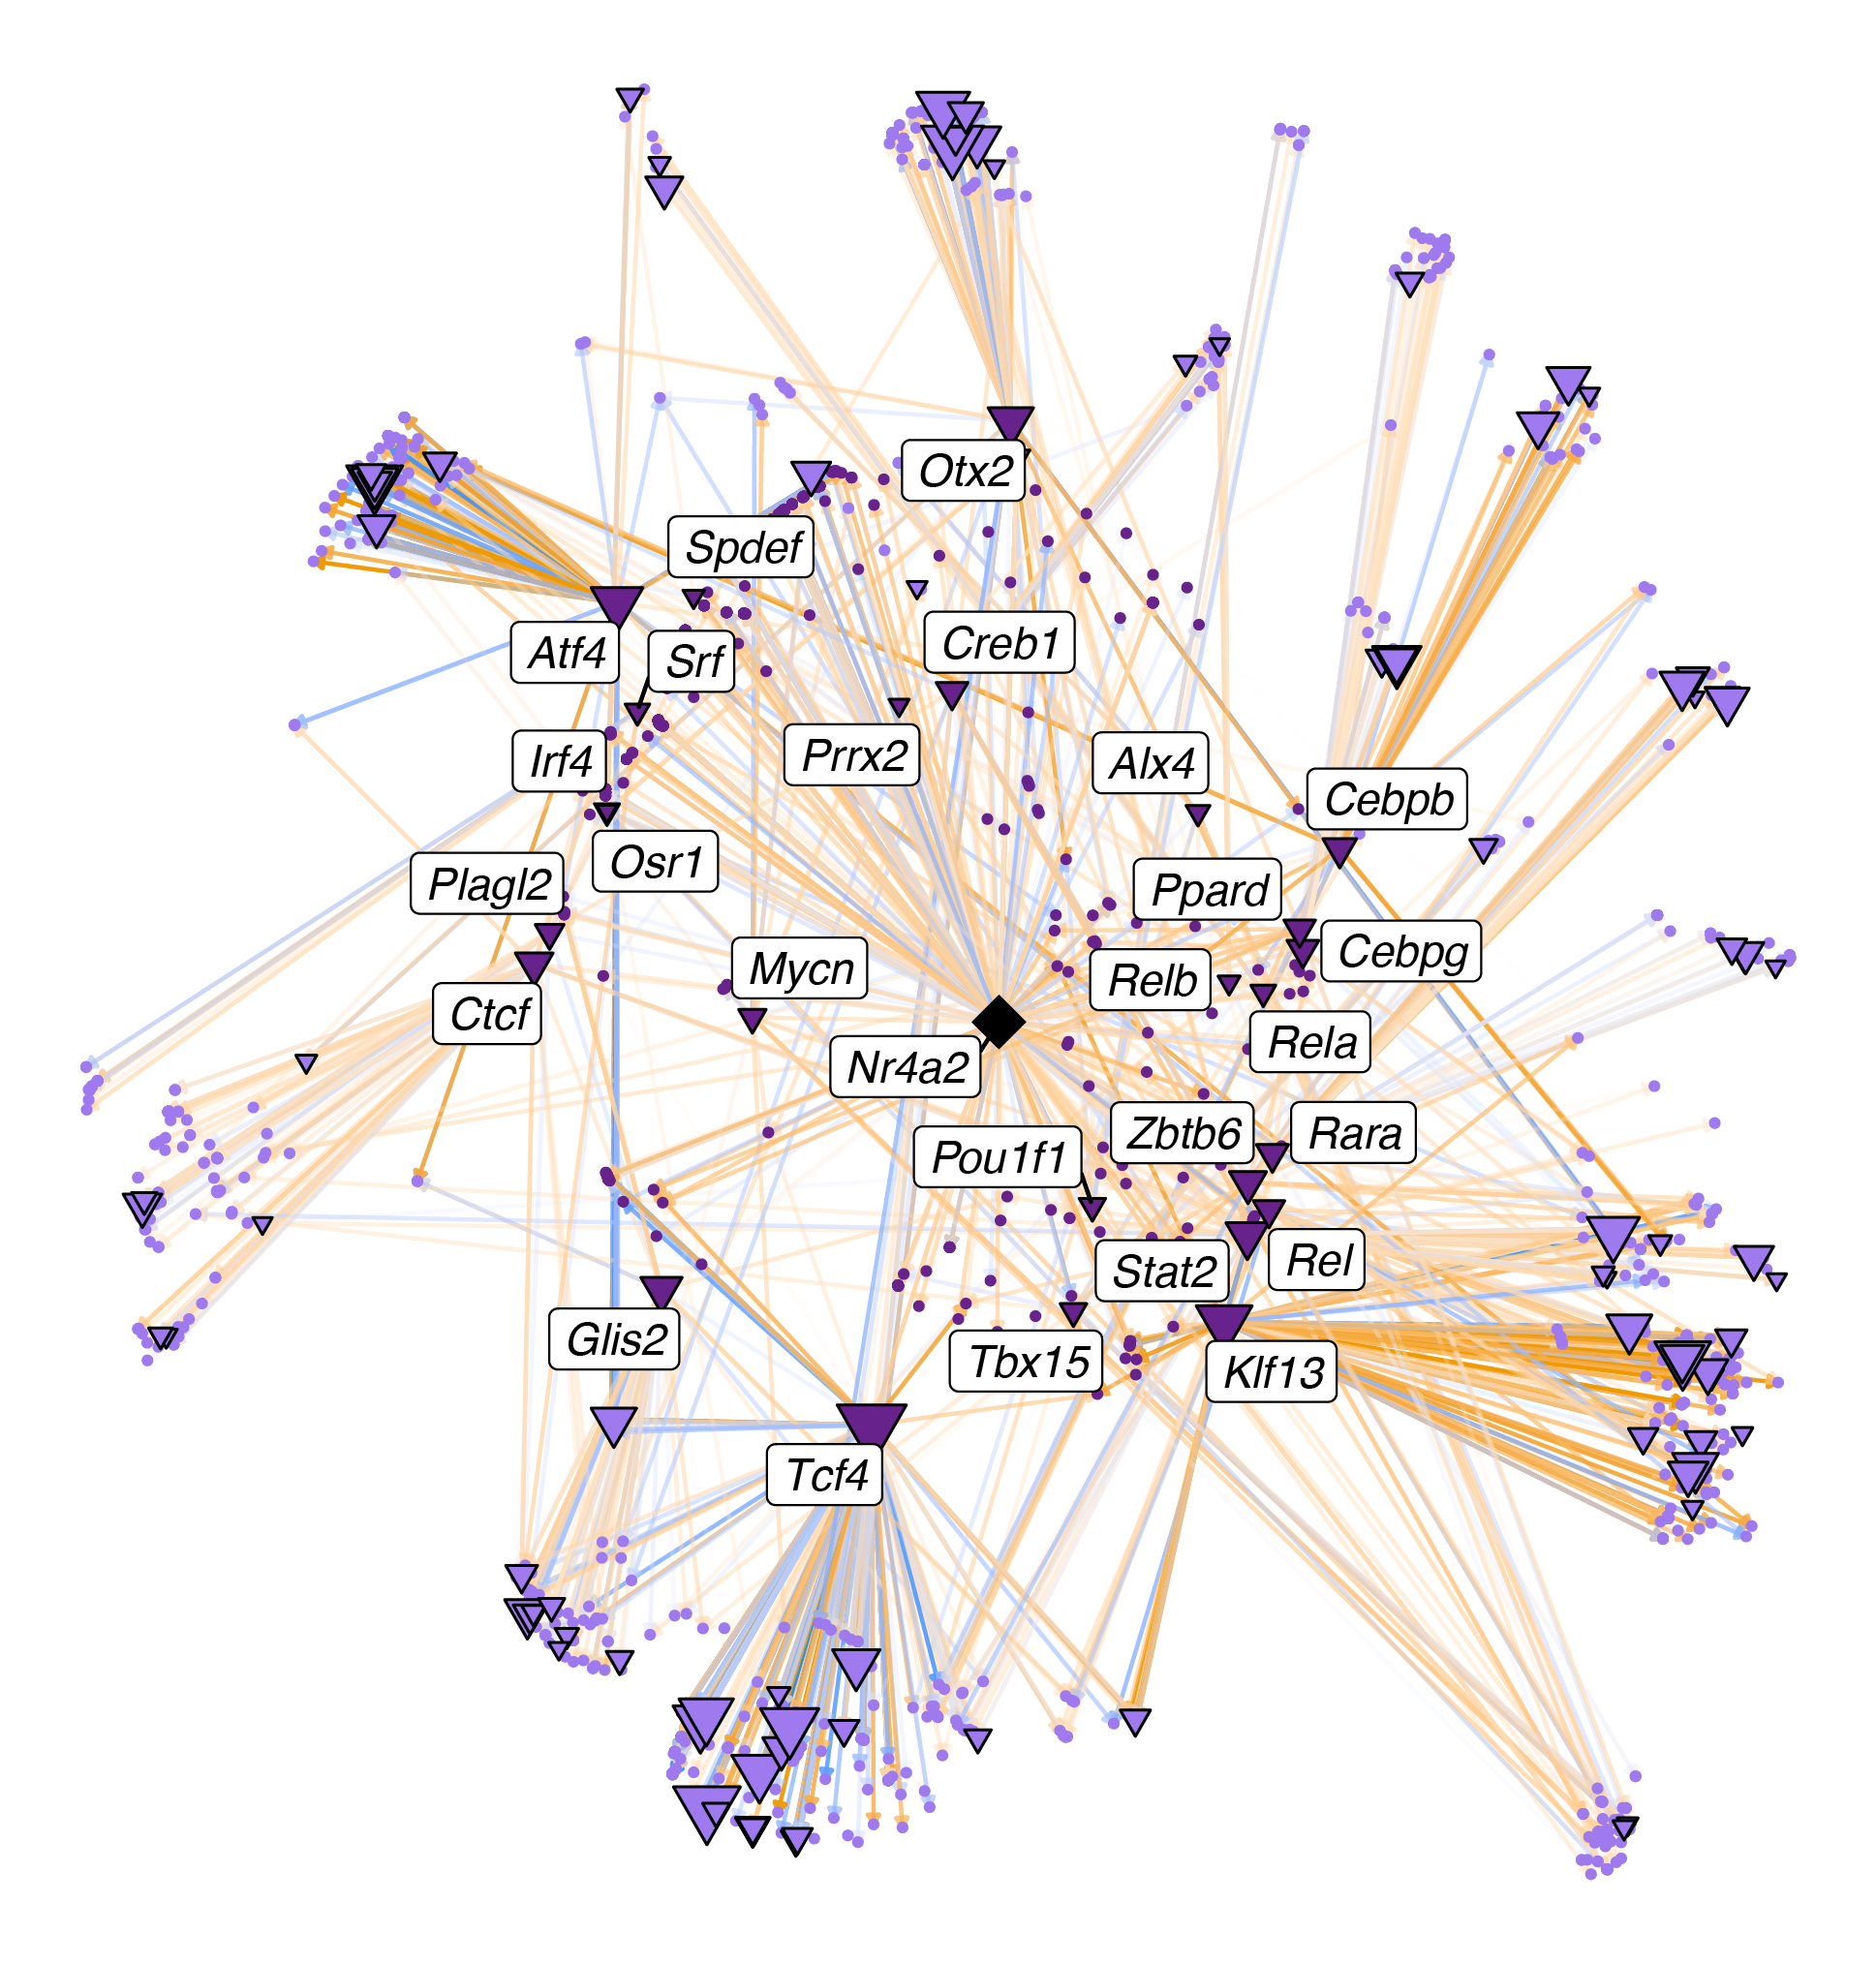 Otx2
Spdef
Creb1
Atf4
Srf
Prrx2
Irf4
Alx4
Cebpb
Osr1
Plagl2
Ppard
Cebpg
Mycn
Relb
Ctcf
Rela
Nr4a2
Zbtb6
Rara
Pou1f1
Stat2
Rel
Glis2
Tbx15
Klf13
Tcf4